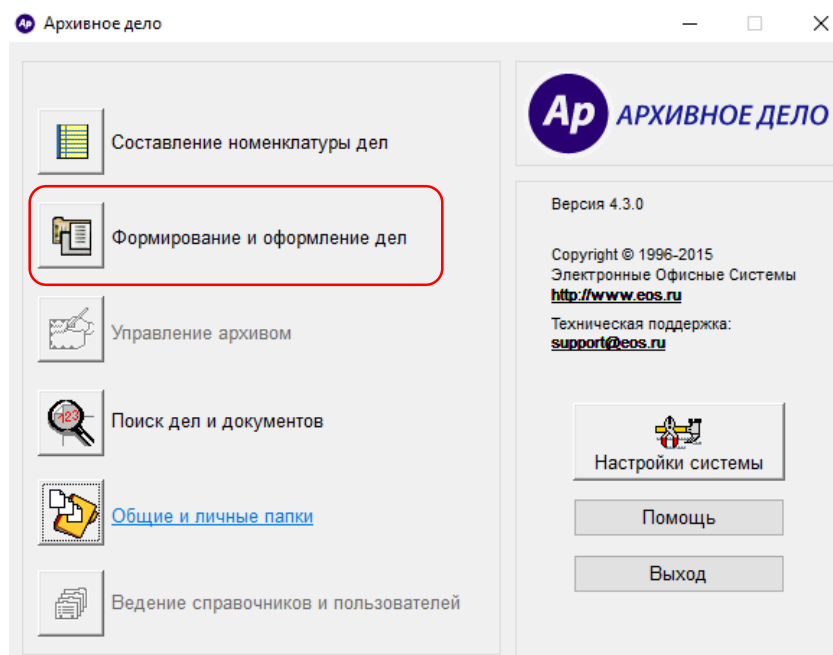 Ар Архивное дело
Составление номенклатуры дел
Формирование и оформление дел
Управление архивом
123
Поиск дел и документов
Общие и личные папки
Ведение справочников и пользователей
Ар АРХИВНОЕ ДЕЛО
Версия 4.3.0
Copyright © 1996-2015
Электронные Офисные Системы
http://www.eos.ru
Техническая поддержка:
support@eos.ru
Настройки системы
Помощь
Выход